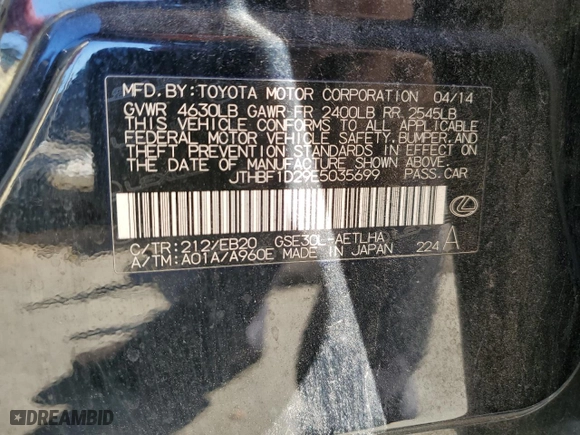 MFD. BY: TOYOTA MOTOR CORPORATION 04/14
GVWR 4630LB GAWR FR 2400LB RR 2545LB
THIS VEHICLE CONFORMS TO ALL APPLICABLE
FEDERAL MOTOR VEHICLE SAFETY, BUMPER, AND
THEFT PREVENTION STANDARDS IN EFFECT ON
THE DATE OF MANUFACTURE SHOWN ABOVE.
JTHBF1D29E5035699 PASS. CAR
C/TR: 212/EB20 GSE30L-AETLHA
A/TM: A01A/A960E MADE IN JAPAN 224 A
DREAMBID